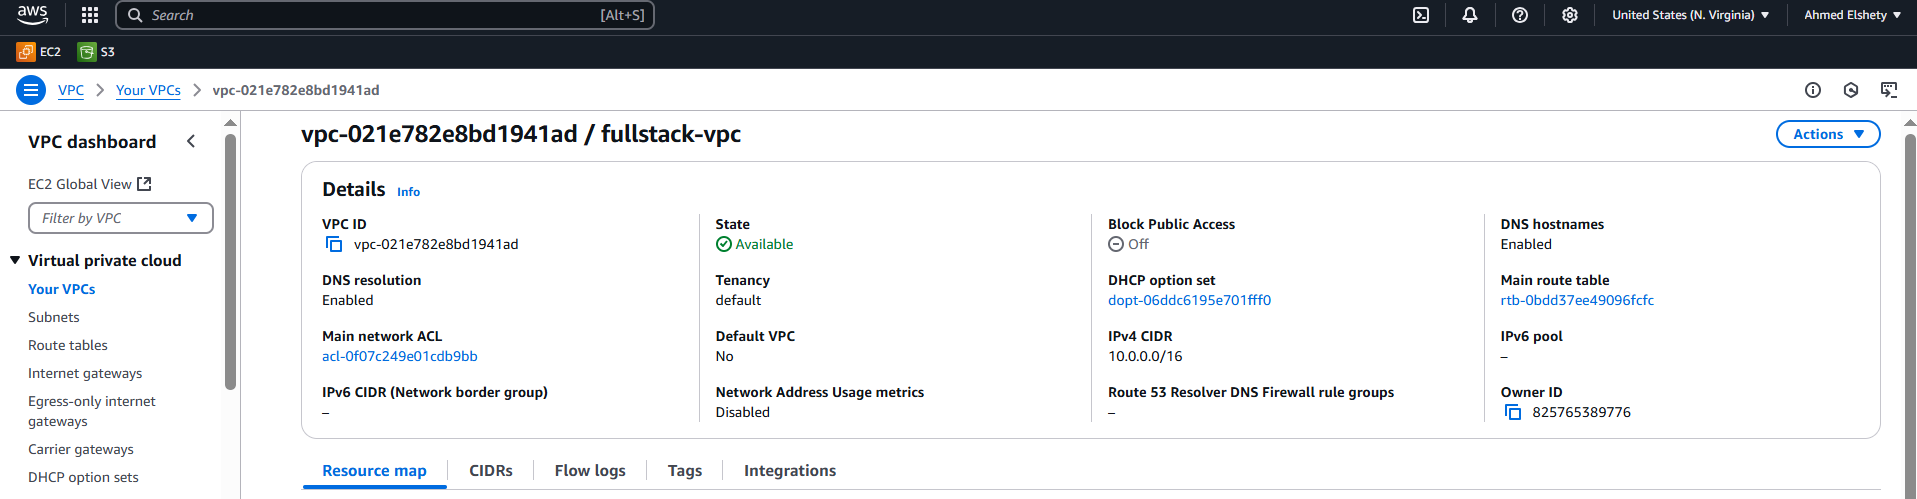 aws
Search [Alt+S] United States (N. Virginia) Ahmed Elshety
EC2 S3
VPC Your VPCs vpc-021e782e8bd1941ad
VPC dashboard
EC2 Global View
Filter by VPC
Virtual private cloud
Your VPCs
Subnets
Route tables
Internet gateways
Egress-only internet
gateways
Carrier gateways
DHCP option sets
vpc-021e782e8bd1941ad / fullstack-vpc
Actions
Details Info
VPC ID
vpc-021e782e8bd1941ad
State
Available
Block Public Access
Off
DNS hostnames
Enabled
DNS resolution
Enabled
Tenancy
default
DHCP option set
dopt-06ddc6195e701fff0
Main route table
rtb-0bdd37ee49096fcfc
Main network ACL
acl-0f07c249e01cdb9bb
Default VPC
No
IPv4 CIDR
10.0.0.0/16
IPv6 pool
–
IPv6 CIDR (Network border group)
–
Network Address Usage metrics
Disabled
Route 53 Resolver DNS Firewall rule groups
–
Owner ID
825765389776
Resource map CIDRs Flow logs Tags Integrations